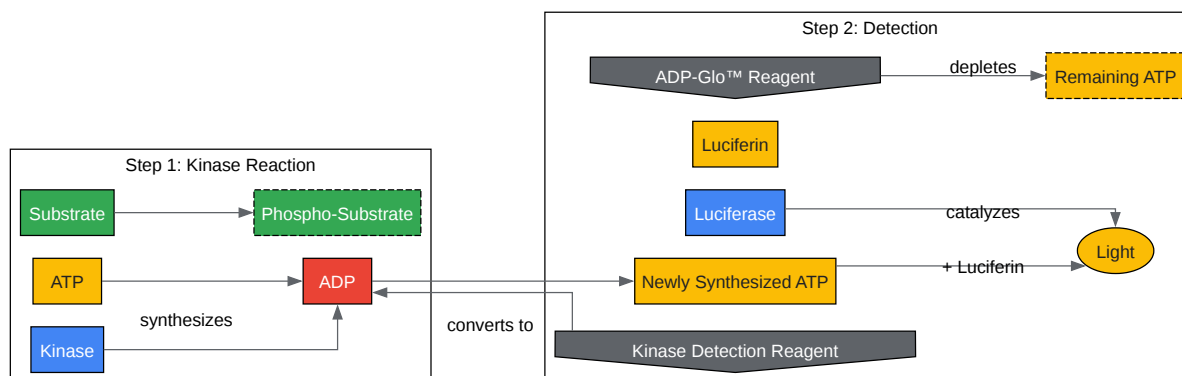 Step 1: Kinase Reaction
Substrate
Phospho-Substrate
ATP
ADP
synthesizes
Kinase
converts to
Step 2: Detection
ADP-Glo™ Reagent
depletes
Remaining ATP
Luciferin
Luciferase
catalyzes
Light
Newly Synthesized ATP
+ Luciferin
Kinase Detection Reagent